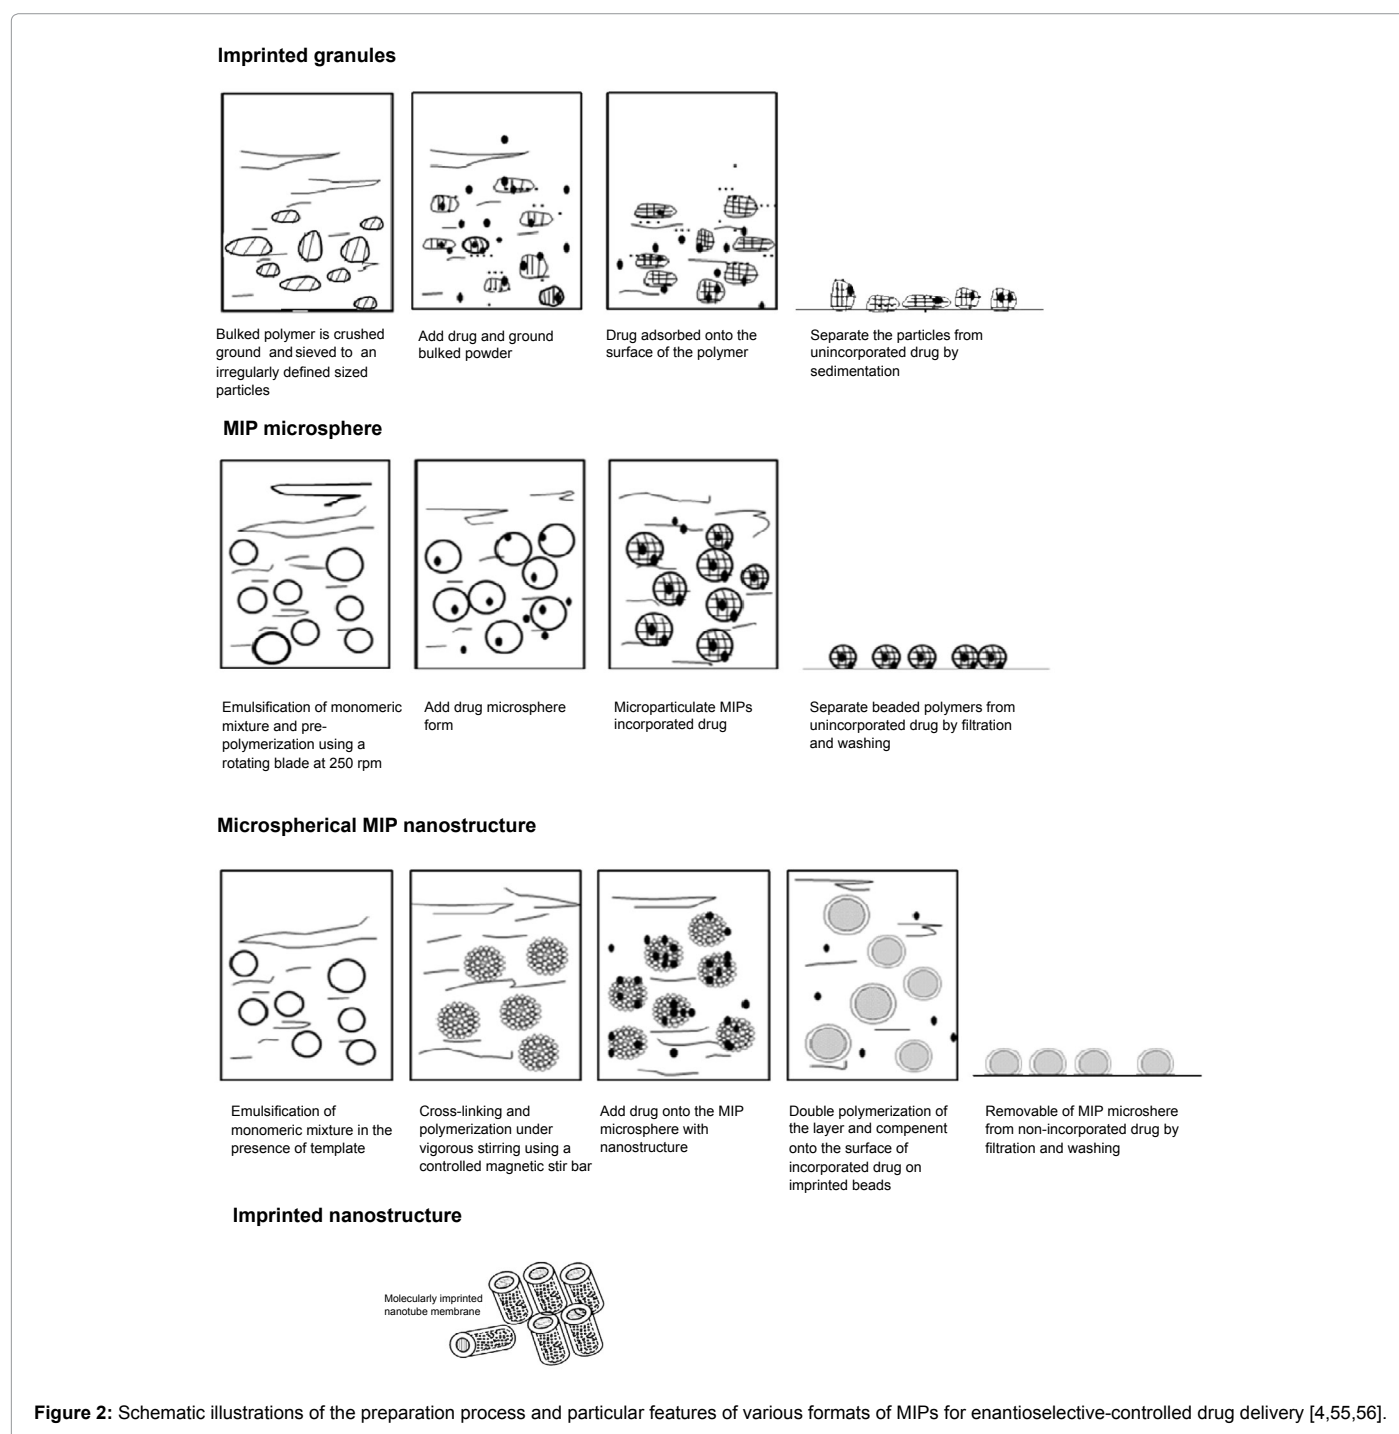 Imprinted granules
Bulked polymer is crushed
ground and sieved to an
irregularly defined sized
particles
Add drug and ground
bulked powder
Drug adsorbed onto the
surface of the polymer
Separate the particles from
unincorporated drug by
sedimentation
MIP microsphere
Emulsification of monomeric
mixture and pre-
polymerization using a
rotating blade at 250 rpm
Add drug microsphere
form
Microparticulate MIPs
incorporated drug
Separate beaded polymers from
unincorporated drug by filtration
and washing
Microspherical MIP nanostructure
Emulsification of
monomeric mixture in the
presence of template
Cross-linking and
polymerization under
vigorous stirring using a
controlled magnetic stir bar
Add drug onto the MIP
microsphere with
nanostructure
Double polymerization of
the layer and compenent
onto the surface of
incorporated drug on
imprinted beads
Removable of MIP microshere
from non-incorporated drug by
filtration and washing
Imprinted nanostructure
Molecularly imprinted
nanotube membrane
Figure 2: Schematic illustrations of the preparation process and particular features of various formats of MIPs for enantioselective-controlled drug delivery [4,55,56].